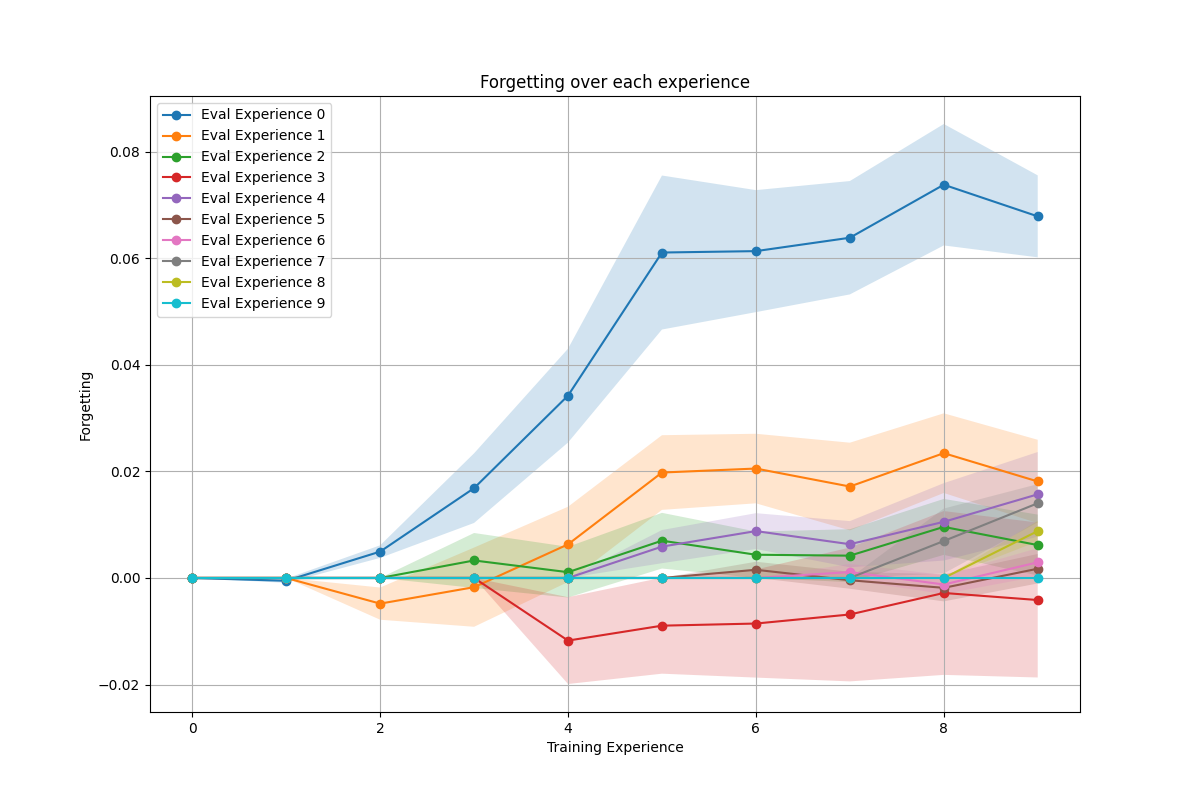 Forgetting over each experience
Eval Experience 0
Eval Experience 1
Eval Experience 2
Eval Experience 3
Eval Experience 4
Eval Experience 5
Eval Experience 6
Eval Experience 7
Eval Experience 8
Eval Experience 9
0.08
0.06
0.04
0.02
0.00
−0.02
Forgetting
0 2 4 6 8
Training Experience